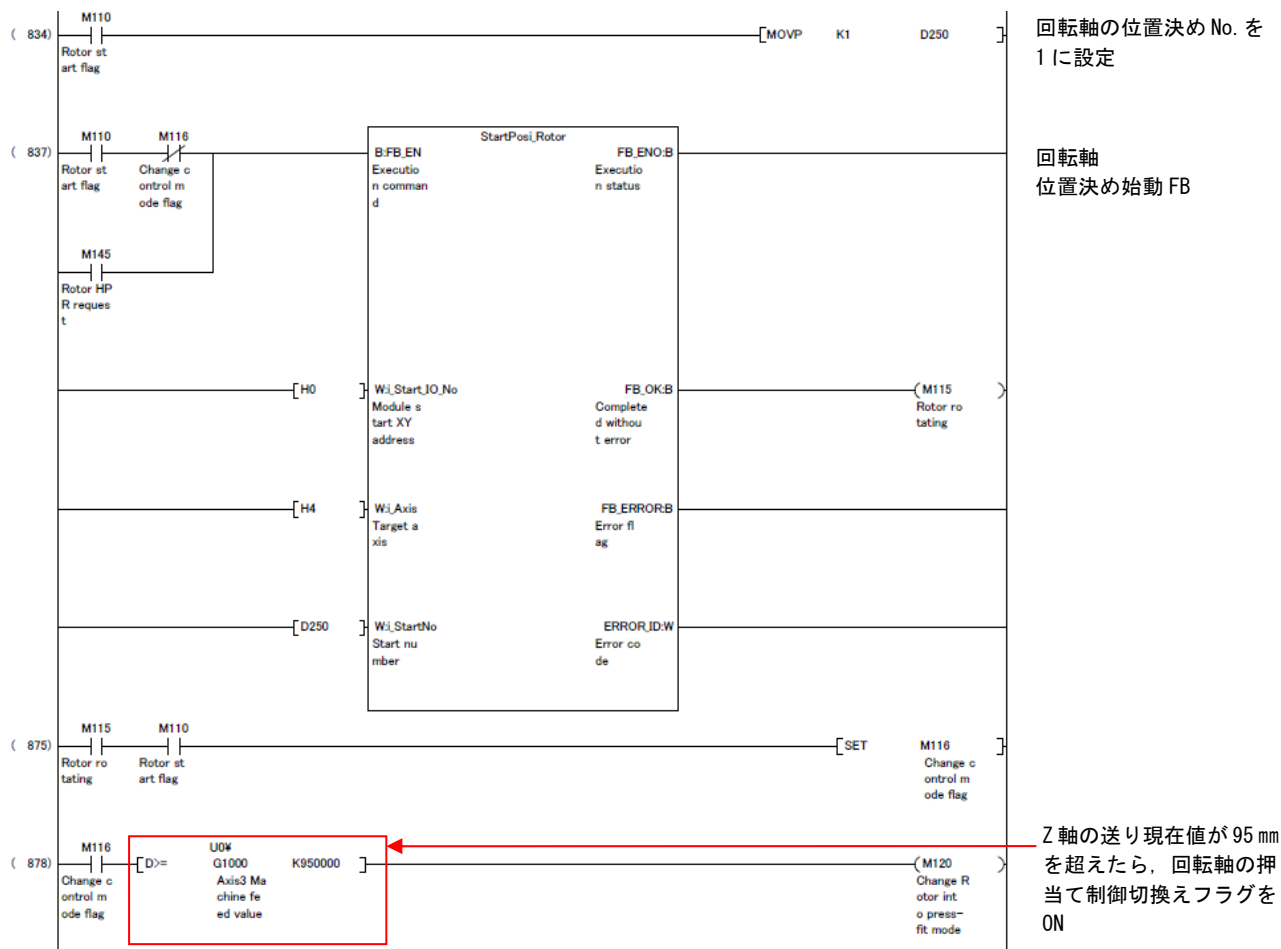 M110
( 834)
[MOVP K1 D250 ]
Rotor st
art flag
回転軸の位置決め No. を
1 に設定
M110 M116
( 837)
Rotor st
art flag
Change c
ontrol m
ode flag
M145
Rotor HP
R reques
t
StartPosi_Rotor
B:FB_EN
Executio
n comman
d
FB_ENO:B
Executio
n status
回転軸
位置決め始動 FB
[ H0 ]
W:i_Start_IO_No
Module s
tart XY
address
FB_OK:B
Complete
d withou
t error
( M115 )
Rotor ro
tating
[ H4 ]
W:i_Axis
Target a
xis
FB_ERROR:B
Error fl
ag
[ D250 ]
W:i_StartNo
Start nu
mber
ERROR_ID:W
Error co
de
M115 M110
( 875)
Rotor ro
tating
Rotor st
art flag
[ SET M116 ]
Change c
ontrol m
ode flag
M116
( 878)
Change c
ontrol m
ode flag
U0¥
[ D>= G1000 K950000 ]
Axis3 Ma
chine fe
ed value
( M120 )
Change R
otor int
o press-
fit mode
Z 軸の送り現在値が 95 mm
を超えたら，回転軸の押
当て制御切換えフラグを
ON